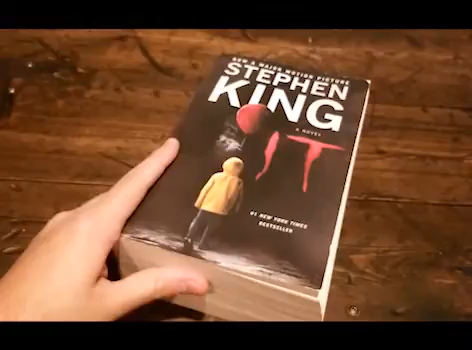 NOW A MAJOR MOTION PICTURE
STEPHEN
KING
A NOVEL
IT
#1 NEW YORK TIMES
BESTSELLER